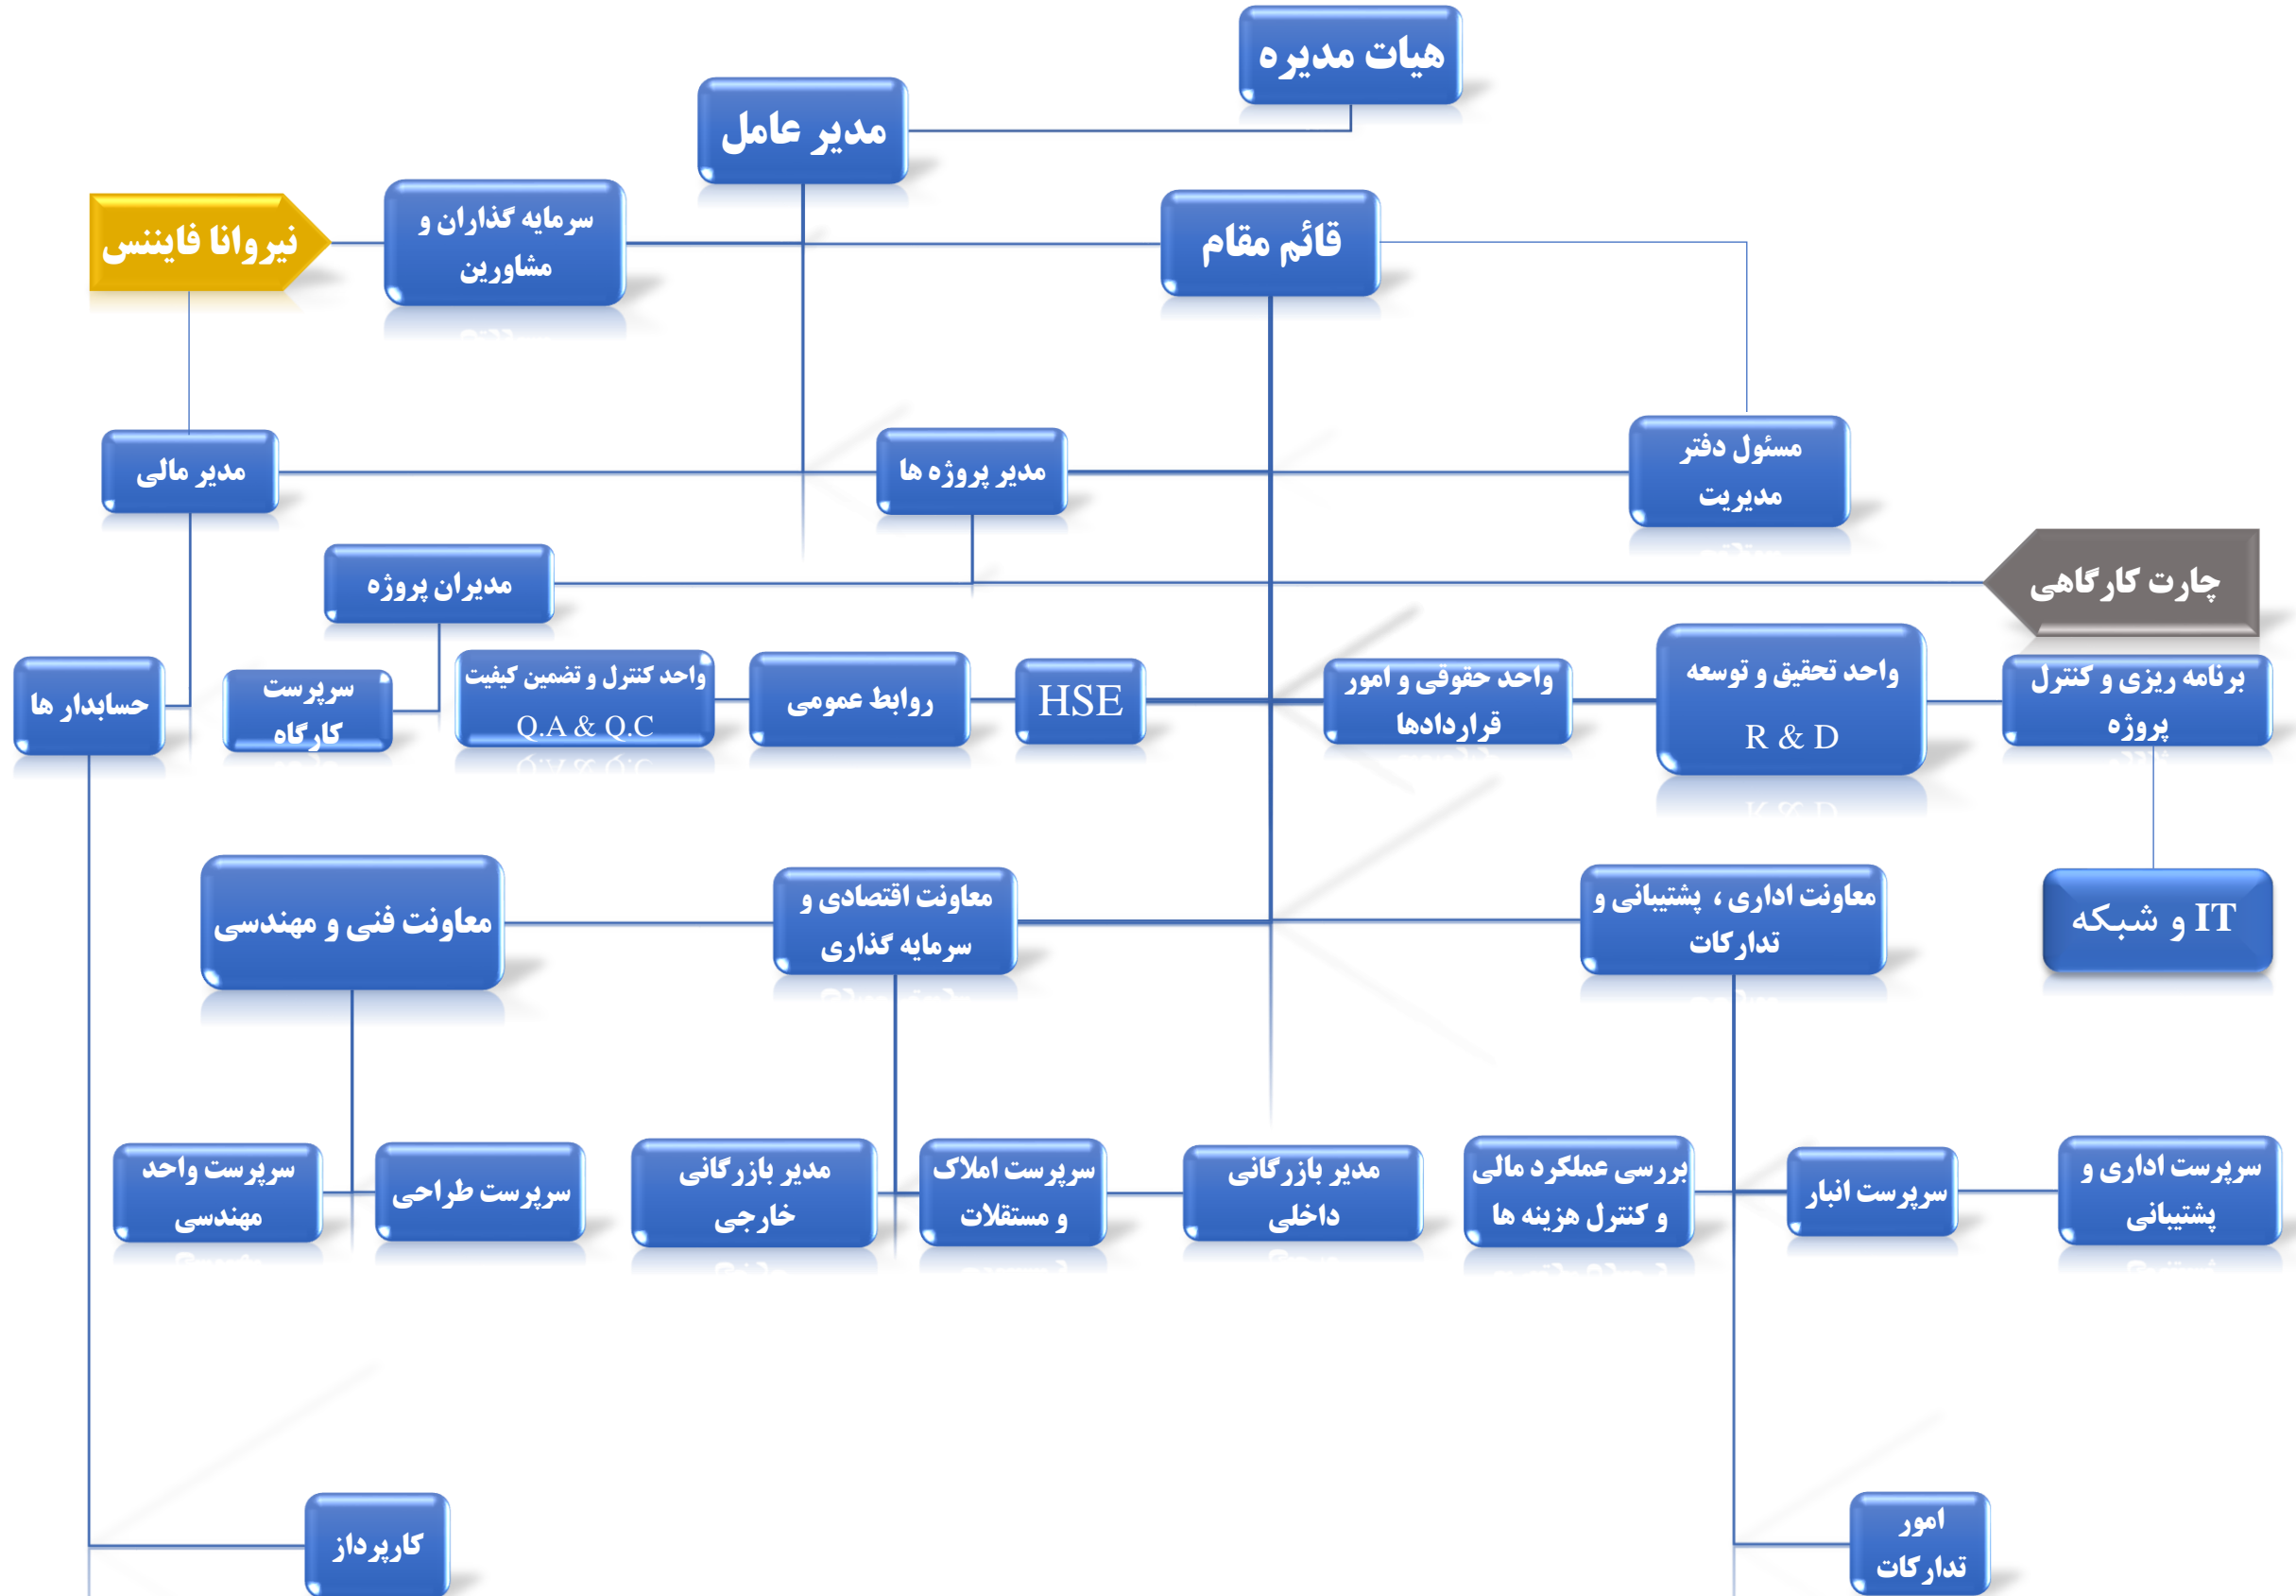 هیات مدیره
مدیر عامل
قائم مقام
سرمایه گذاران و
مشاورین
نیروانا فایننس
مسئول دفتر
مدیریت
مدیر پروژه ها
مدیر مالی
چارت کارگاهی
مدیران پروژه
برنامه ریزی و کنترل
پروژه
واحد تحقیق و توسعه
R & D
واحد حقوقی و امور
قراردادها
HSE
روابط عمومی
واحد کنترل و تضمین کیفیت
Q.A & Q.C
سرپرست
کارگاه
حسابدار ها
IT و شبکه
معاونت اداری ، پشتیبانی و
تدارکات
معاونت اقتصادی و
سرمایه گذاری
معاونت فنی و مهندسی
سرپرست اداری و
پشتیبانی
سرپرست انبار
بررسی عملکرد مالی
و کنترل هزینه ها
مدیر بازرگانی
داخلی
سرپرست املاک
و مستقلات
مدیر بازرگانی
خارجی
سرپرست طراحی
سرپرست واحد
مهندسی
امور
تدارکات
کارپرداز